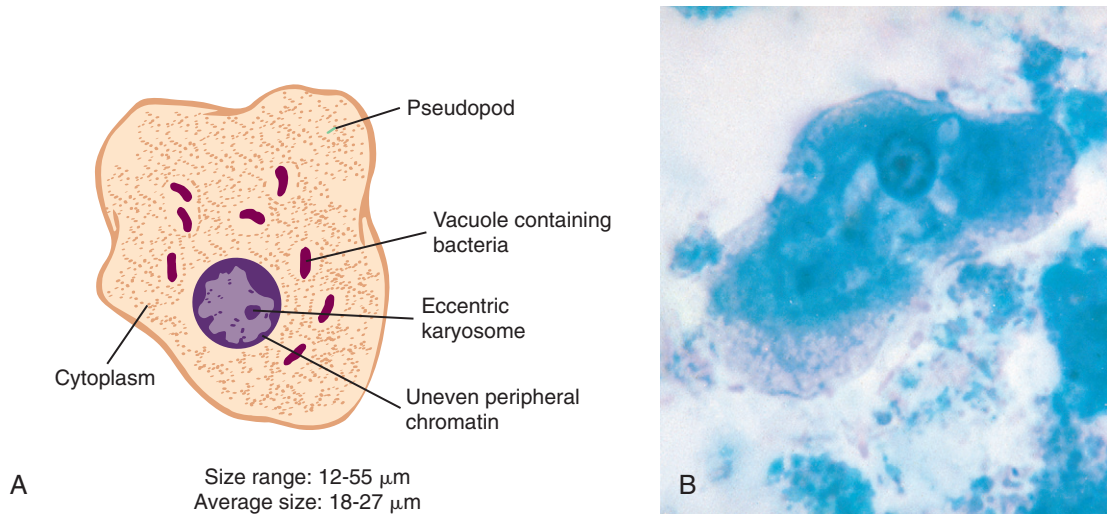 Pseudopod
Vacuole containing
bacteria
Eccentric
karyosome
Cytoplasm
Uneven peripheral
chromatin
A
Size range: 12-55 μm
Average size: 18-27 μm
B